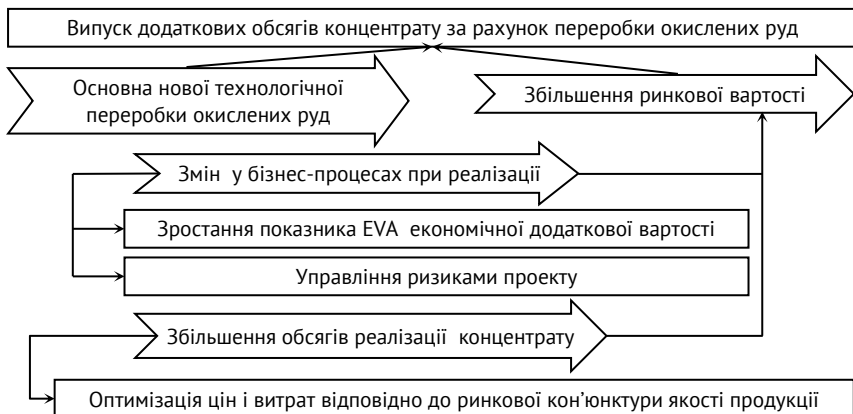 Випуск додаткових обсягів концентрату за рахунок переробки окислених руд
Основна нової технологічної
переробки окислених руд
Збільшення ринкової вартості
Змін у бізнес-процесах при реалізації
Зростання показника EVA економічної додаткової вартості
Управління ризиками проекту
Збільшення обсягів реалізації концентрату
Оптимізація цін і витрат відповідно до ринкової кон’юнктури якості продукції